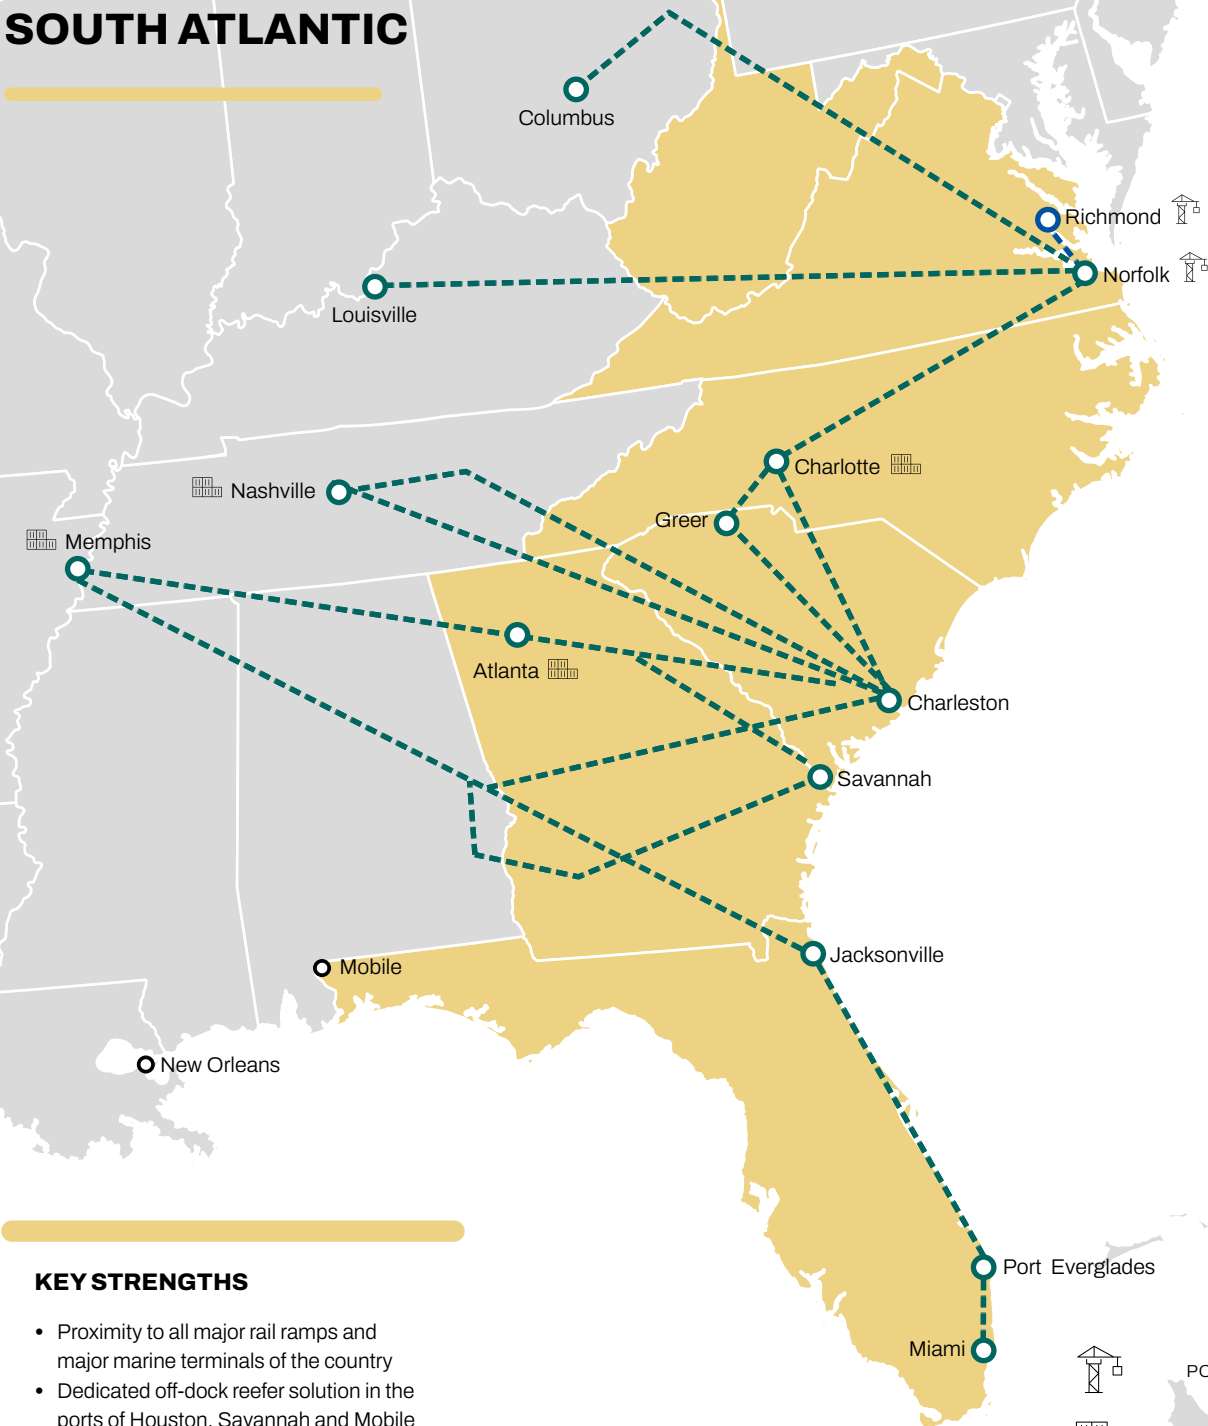 SOUTH ATLANTIC
Columbus
Richmond
Norfolk
Louisville
Charlotte
Nashville
Greer
Memphis
Atlanta
Charleston
Savannah
Jacksonville
Mobile
New Orleans
Port Everglades
Miami
KEY STRENGTHS
• Proximity to all major rail ramps and
major marine terminals of the country
• Dedicated off-dock reefer solution in the
ports of Houston, Savannah and Mobile